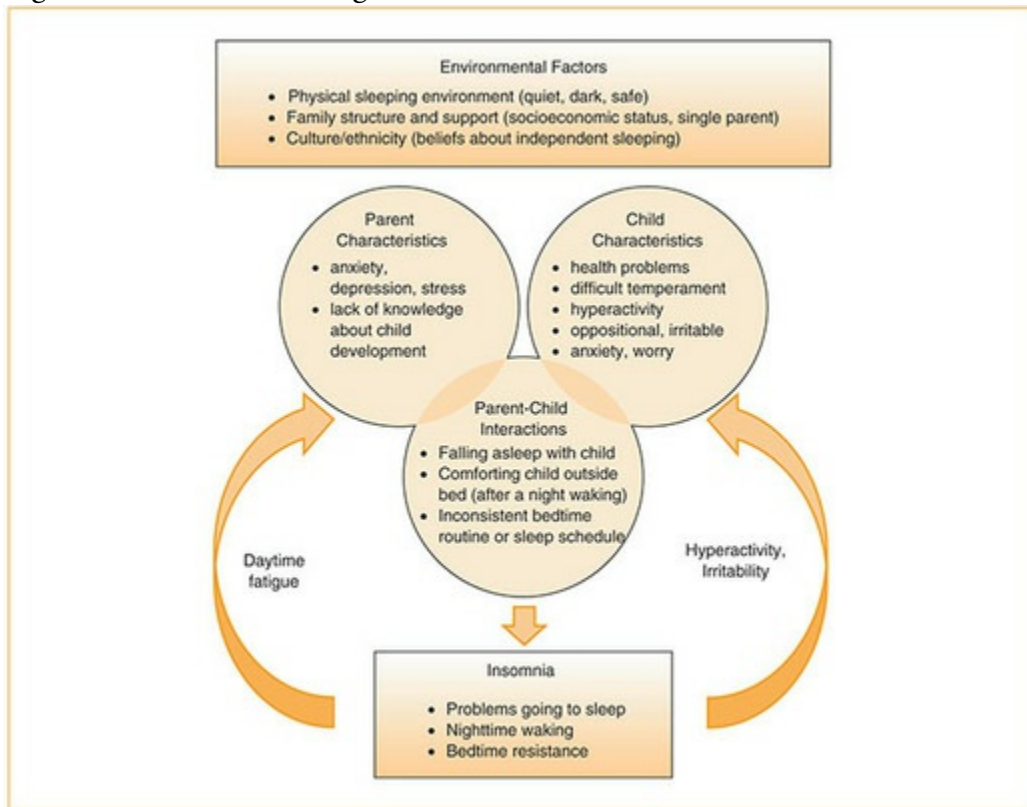 Environmental Factors
• Physical sleeping environment (quiet, dark, safe)
• Family structure and support (socioeconomic status, single parent)
• Culture/ethnicity (beliefs about independent sleeping)
Parent
Characteristics
• anxiety,
depression, stress
• lack of knowledge
about child
development
Child
Characteristics
• health problems
• difficult temperament
• hyperactivity
• oppositional, irritable
• anxiety, worry
Parent-Child
Interactions
• Falling asleep with child
• Comforting child outside
bed (after a night waking)
• Inconsistent bedtime
routine or sleep schedule
Daytime
fatigue
Hyperactivity,
Irritability
Insomnia
• Problems going to sleep
• Nighttime waking
• Bedtime resistance